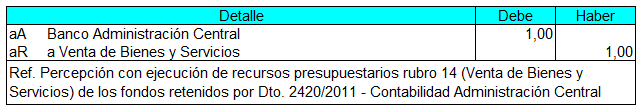 Detalle Debe Haber
aA Banco Administración Central 1,00
aR a Venta de Bienes y Servicios 1,00
Ref. Percepción con ejecución de recursos presupuestarios rubro 14 (Venta de Bienes y
Servicios) de los fondos retenidos por Dto. 2420/2011 - Contabilidad Administración Central